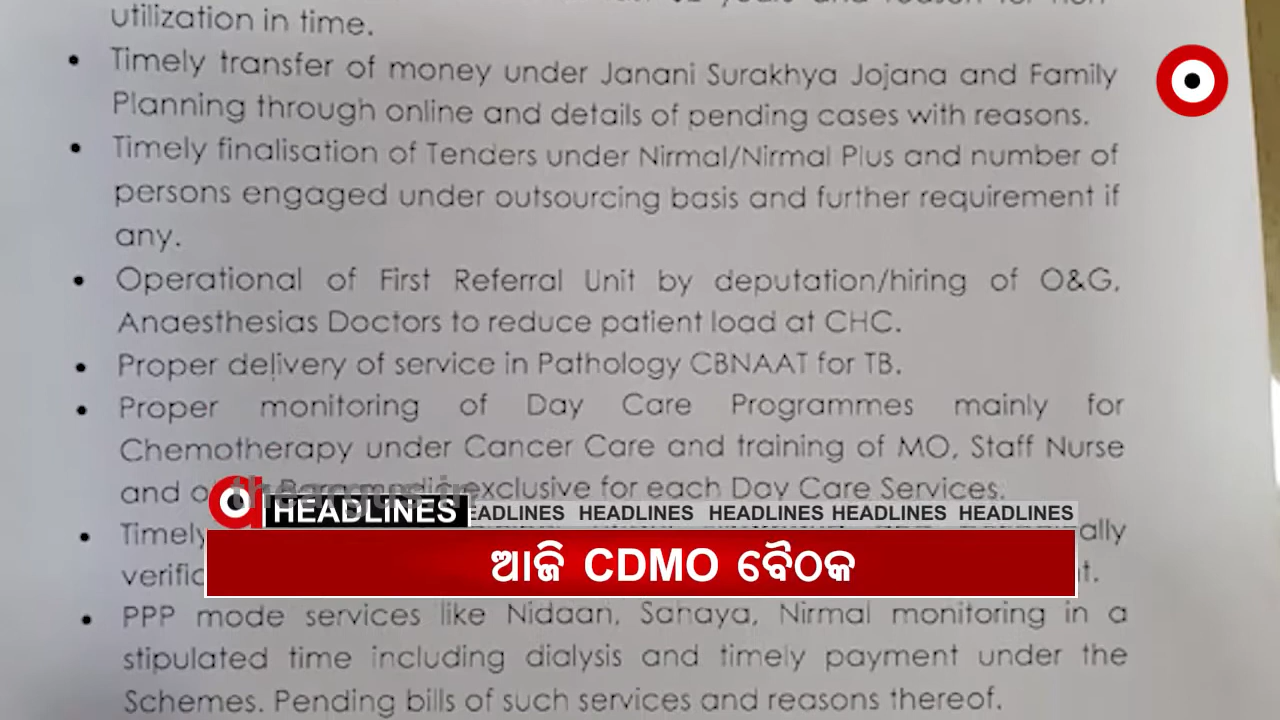 utilization in time.
• Timely transfer of money under Janani Surakhya Jojana and Family
Planning through online and details of pending cases with reasons.
• Timely finalisation of Tenders under Nirmal/Nirmal Plus and number of
persons engaged under outsourcing basis and further requirement if
any.
• Operational of First Referral Unit by deputation/hiring of O&G,
Anaesthesias Doctors to reduce patient load at CHC.
• Proper delivery of service in Pathology CBNAAT for TB.
• Proper monitoring of Day Care Programmes mainly for
Chemotherapy under Cancer Care and training of MO, Staff Nurse
and exclusive for each Day Care Services.
theargus.in
HEADLINES HEADLINES HEADLINES HEADLINES HEADLINES HEADLINES
• Timely
ଆଜି CDMO ବୈଠକ
• PPP mode services like Nidaan, Sahaya, Nirmal monitoring in a
stipulated time including dialysis and timely payment under the
Schemes. Pending bills of such services and reasons thereof.